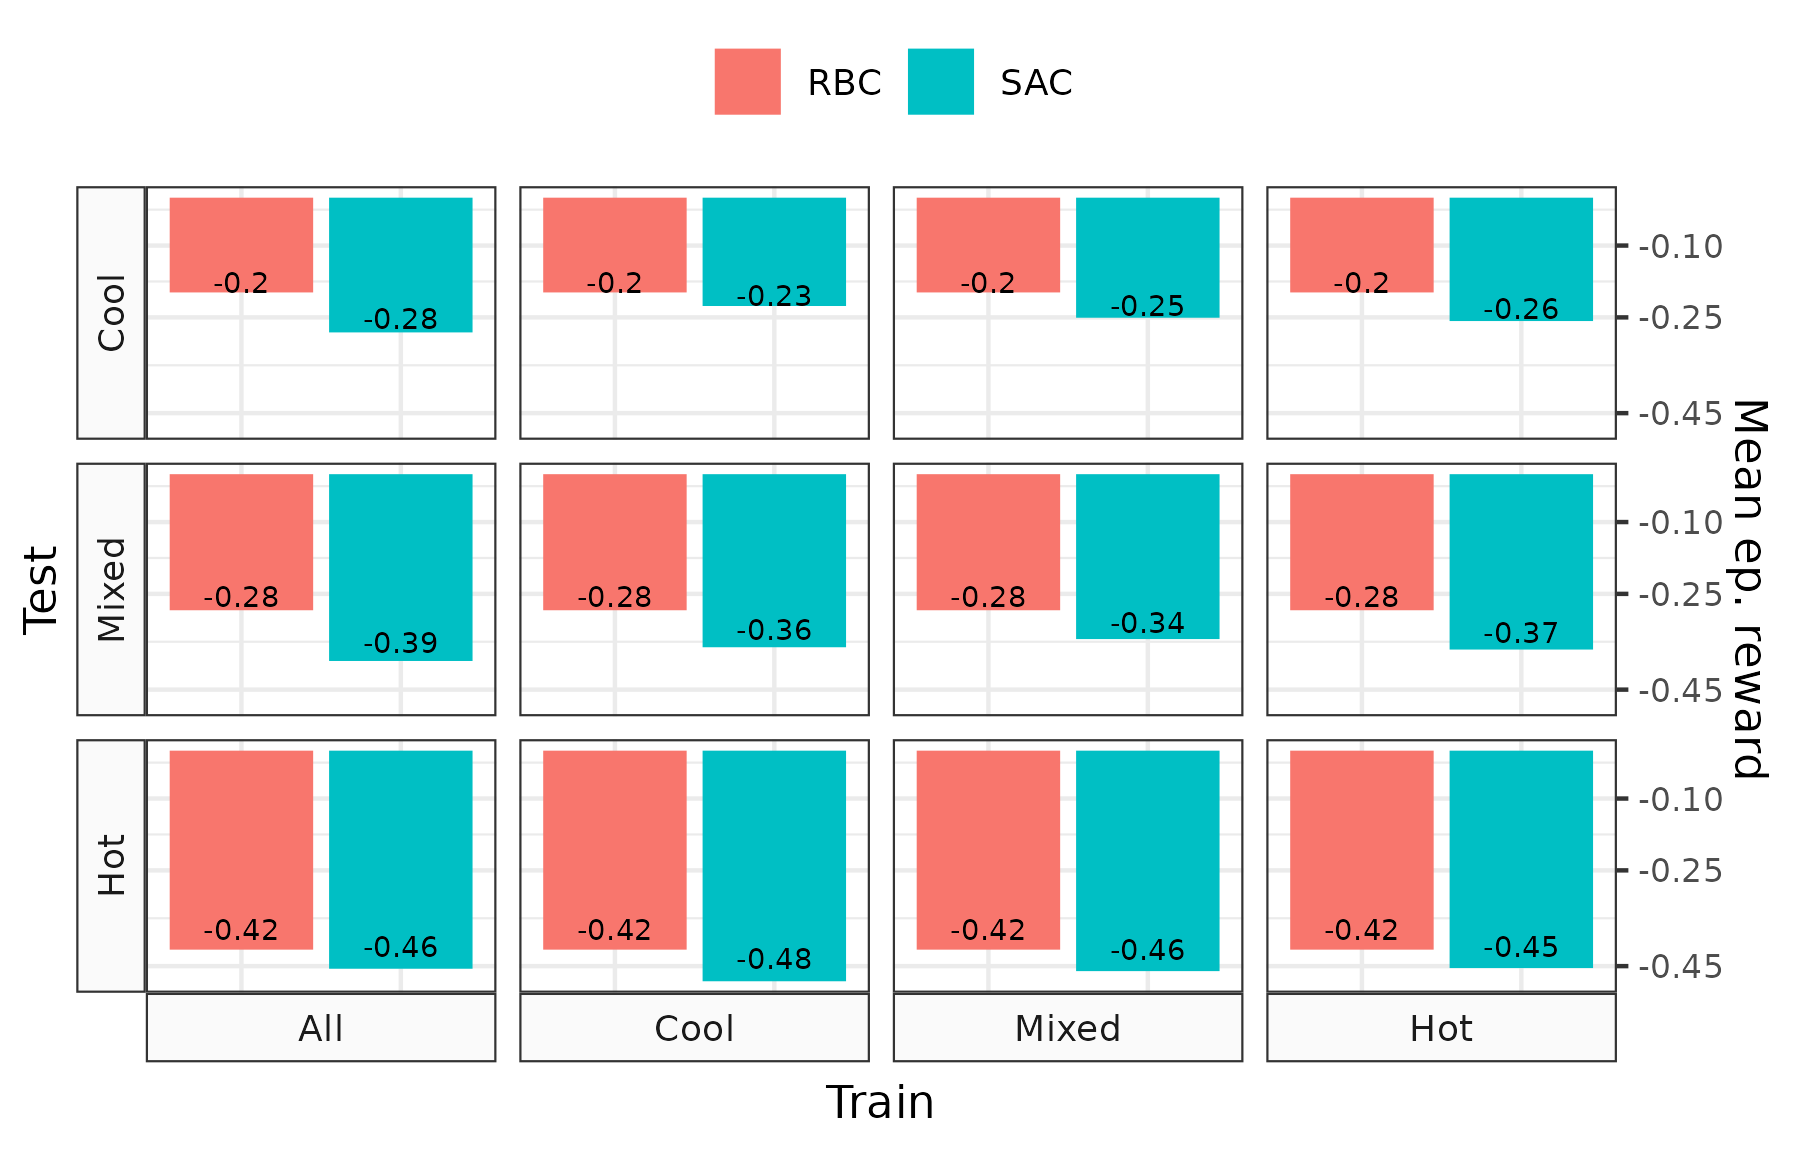 RBC SAC
Cool
-0.2 -0.28 -0.2 -0.23 -0.2 -0.25 -0.2 -0.26
-0.10
-0.25
-0.45
Mixed
-0.28 -0.39 -0.28 -0.36 -0.28 -0.34 -0.28 -0.37
-0.10
-0.25
-0.45
Hot
-0.42 -0.46 -0.42 -0.48 -0.42 -0.46 -0.42 -0.45
-0.10
-0.25
-0.45
Test
Mean ep. reward
All Cool Mixed Hot
Train